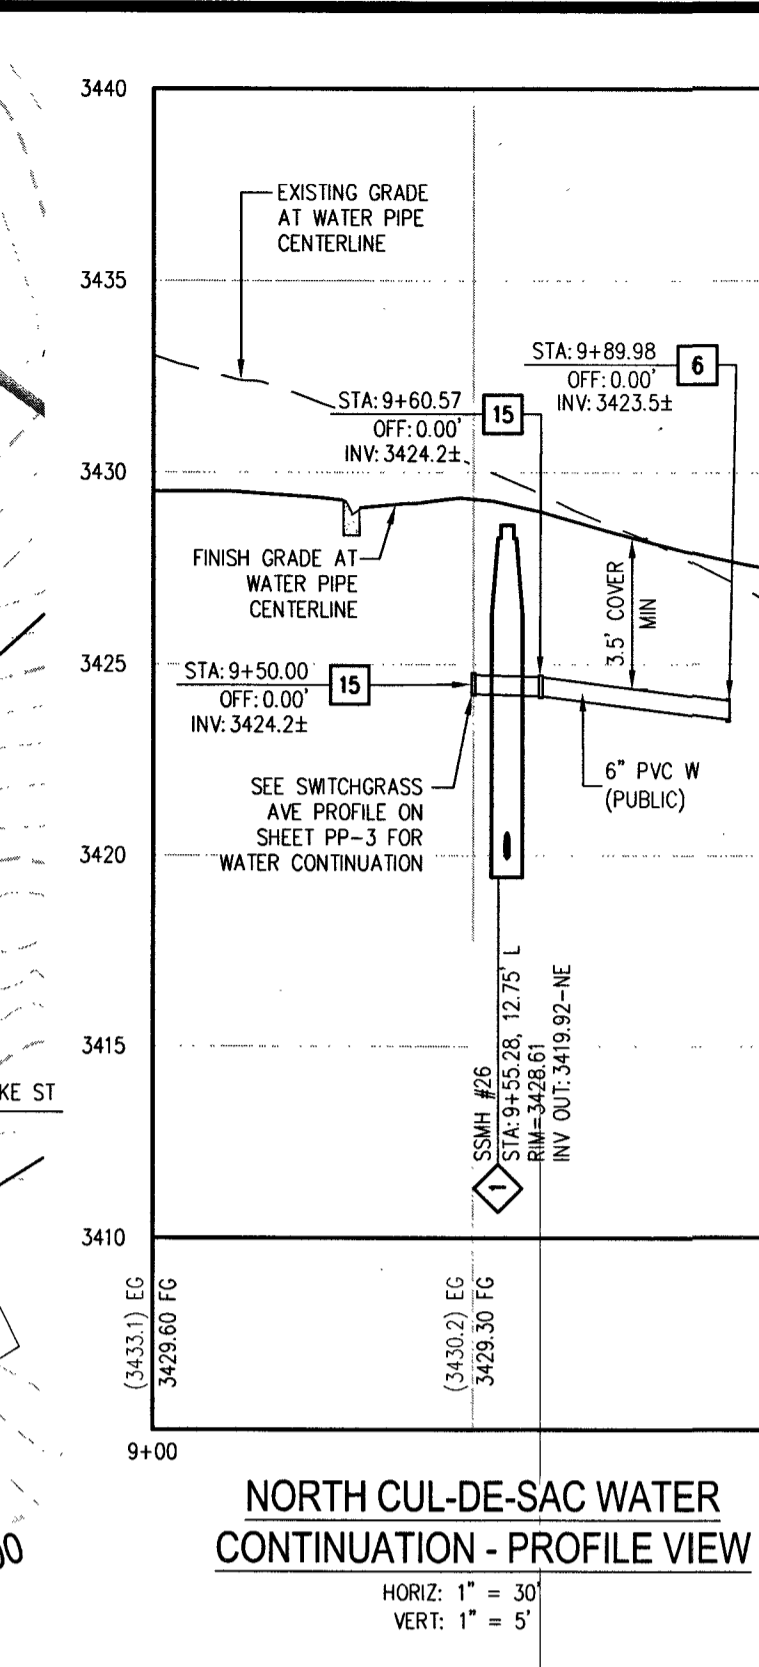 3440
EXISTING GRADE
AT WATER PIPE
CENTERLINE
3435
STA: 9+89.98
OFF: 0.00'
INV: 3423.5±
6
STA: 9+60.57
OFF: 0.00'
INV: 3424.2±
15
3430
FINISH GRADE AT
WATER PIPE
CENTERLINE
3.5' COVER
MIN
3425
STA: 9+50.00
OFF: 0.00'
INV: 3424.2±
15
6" PVC W
(PUBLIC)
SEE SWITCHGRASS
AVE PROFILE ON
SHEET PP-3 FOR
WATER CONTINUATION
3420
SSMH #26
STA: 9+55.28, 12.75' L
RIM=3428.61
INV OUT: 3419.92-NE
1
3415
KE ST
3410
(3433.1) EG
3429.60 FG
(3430.2) EG
3429.30 FG
9+00
NORTH CUL-DE-SAC WATER
CONTINUATION - PROFILE VIEW
HORIZ: 1" = 30'
VERT: 1" = 5'